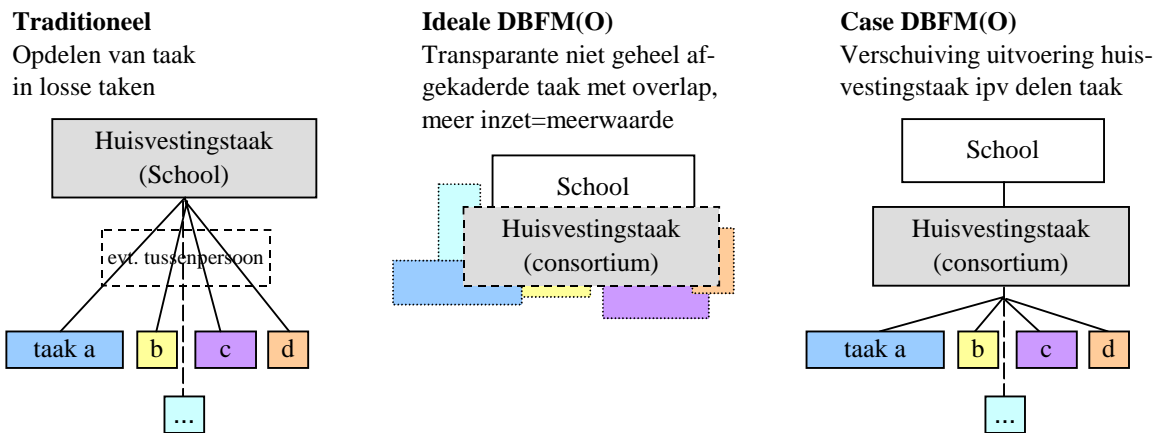 Traditioneel
Opdelen van taak
in losse taken
Huisvestingstaak
(School)
evt. tussenpersoon
taak a
b
c
d
...
Ideale DBFM(O)
Transparante niet geheel af-
gekaderde taak met overlap,
meer inzet=meerwaarde
School
Huisvestingstaak
(consortium)
Case DBFM(O)
Verschuiving uitvoering huis-
vestingstaak ipv delen taak
School
Huisvestingstaak
(consortium)
taak a
b
c
d
...